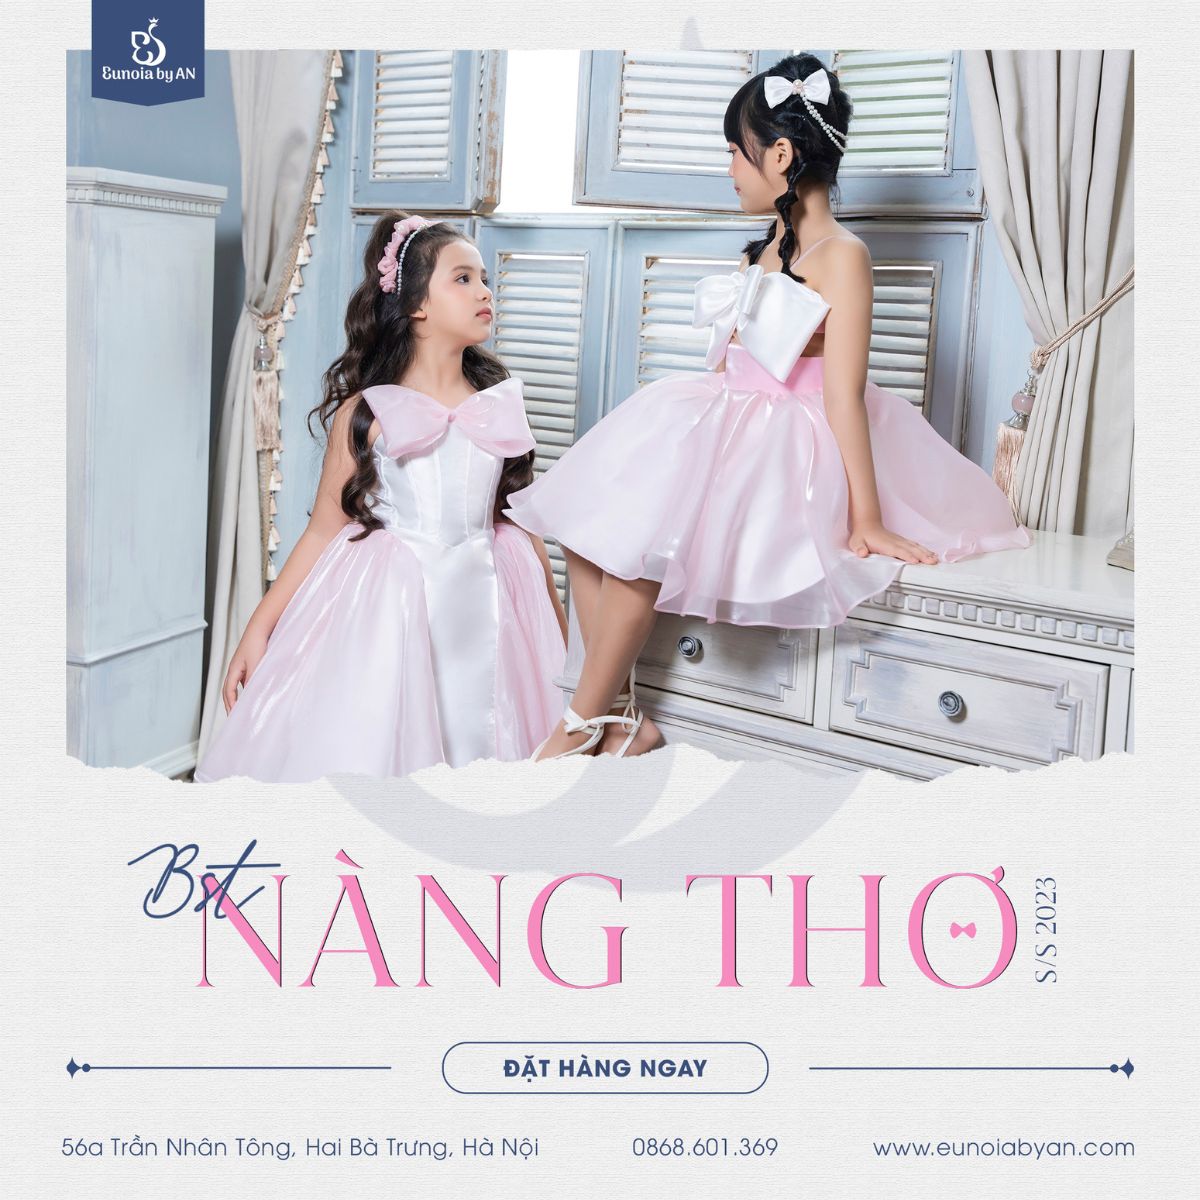 Eunoia by AN
Bst
NÀNG THƠ
S/S 2023
ĐẶT HÀNG NGAY
56a Trần Nhân Tông, Hai Bà Trưng, Hà Nội
0868.601.369
www.eunoiabyan.com